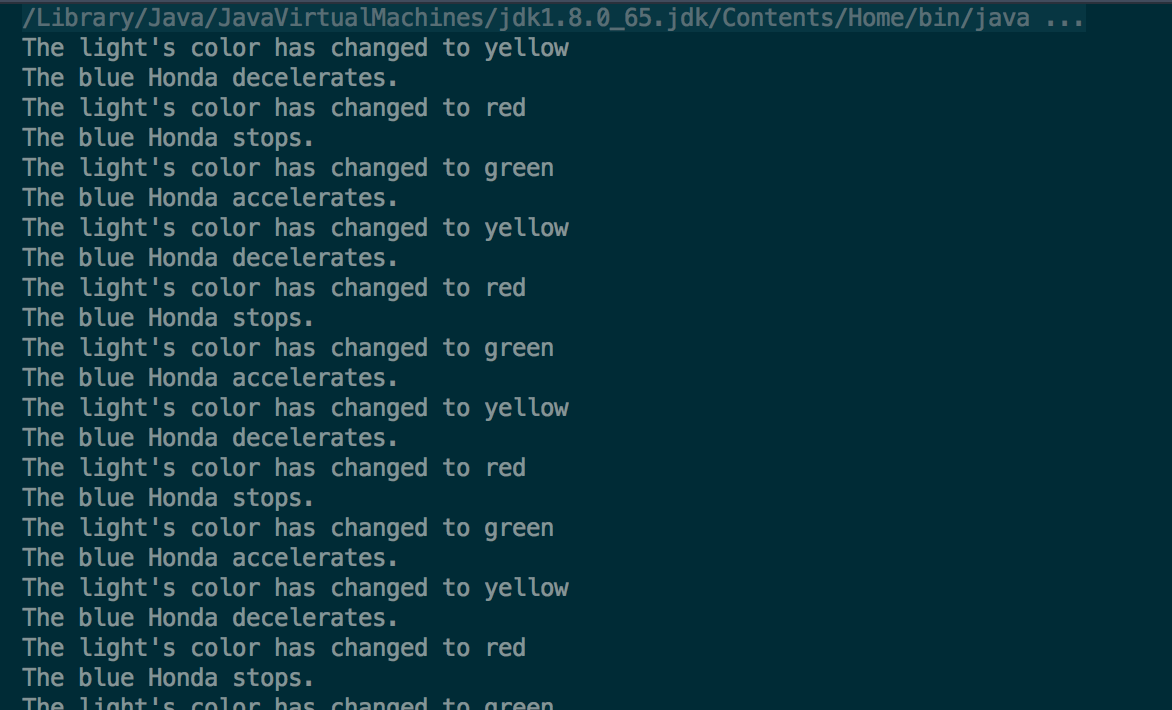 /Library/Java/JavaVirtualMachines/jdk1.8.0_65.jdk/Contents/Home/bin/java ...
The light's color has changed to yellow
The blue Honda decelerates.
The light's color has changed to red
The blue Honda stops.
The light's color has changed to green
The blue Honda accelerates.
The light's color has changed to yellow
The blue Honda decelerates.
The light's color has changed to red
The blue Honda stops.
The light's color has changed to green
The blue Honda accelerates.
The light's color has changed to yellow
The blue Honda decelerates.
The light's color has changed to red
The blue Honda stops.
The light's color has changed to green
The blue Honda accelerates.
The light's color has changed to yellow
The blue Honda decelerates.
The light's color has changed to red
The blue Honda stops.
The light's color has changed to green